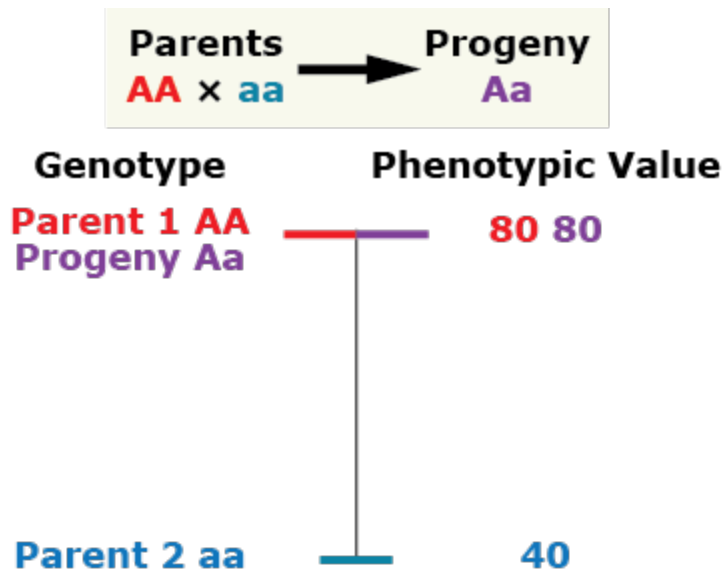 Parents Progeny
AA × aa Aa
Genotype Phenotypic Value
Parent 1 AA 80 80
Progeny Aa
Parent 2 aa 40